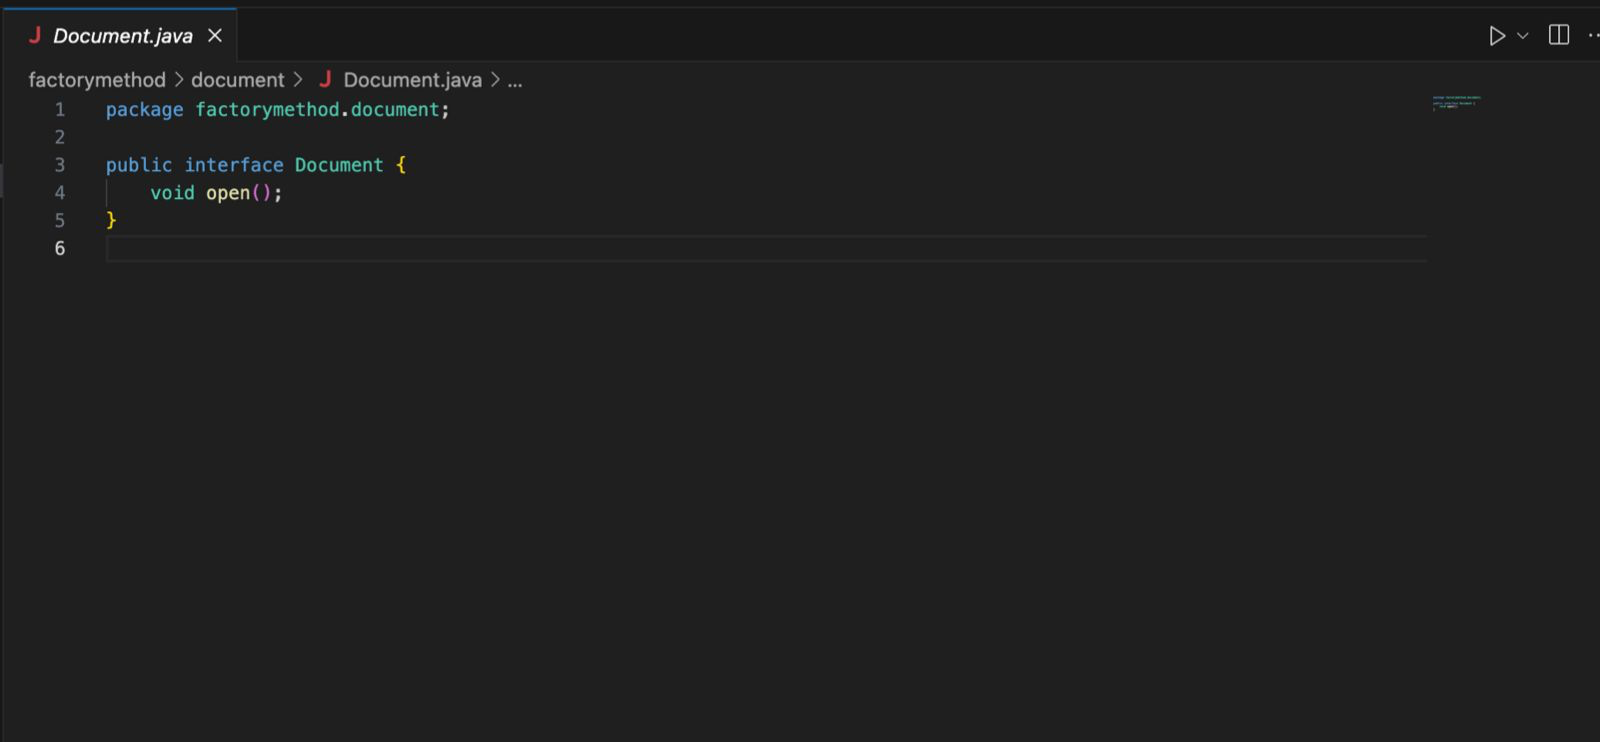 J Document.java ×
factorymethod > document > J Document.java > ...
1 package factorymethod.document;
2
3 public interface Document {
4     void open();
5 }
6